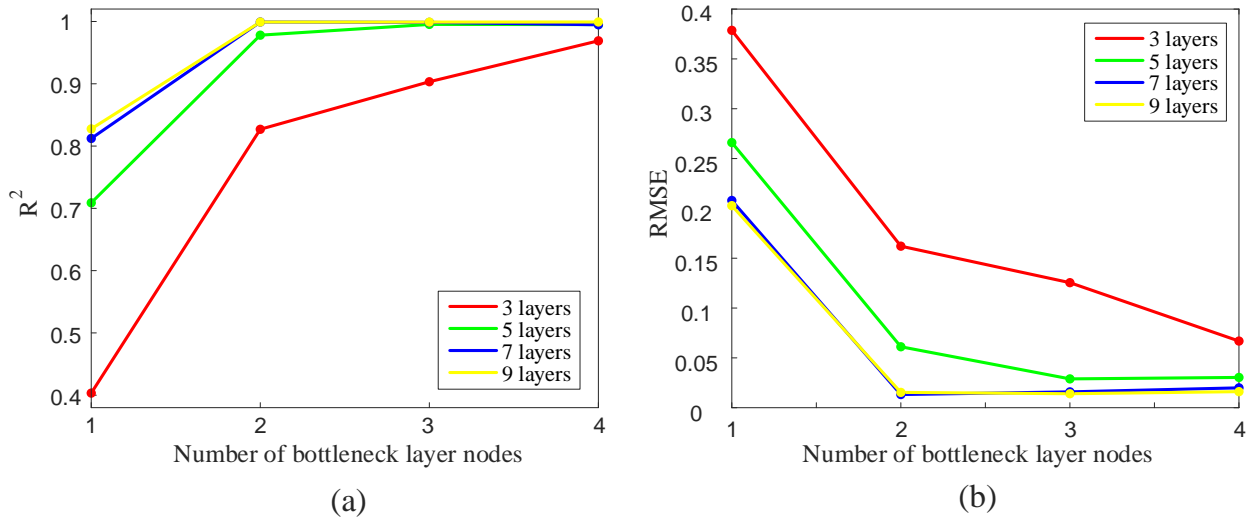 1
0.9
0.8
0.7
0.6
0.5
0.4
R²
3 layers
5 layers
7 layers
9 layers
1 2 3 4
Number of bottleneck layer nodes
(a)
0.4
0.35
0.3
0.25
0.2
0.15
0.1
0.05
0
RMSE
3 layers
5 layers
7 layers
9 layers
1 2 3 4
Number of bottleneck layer nodes
(b)